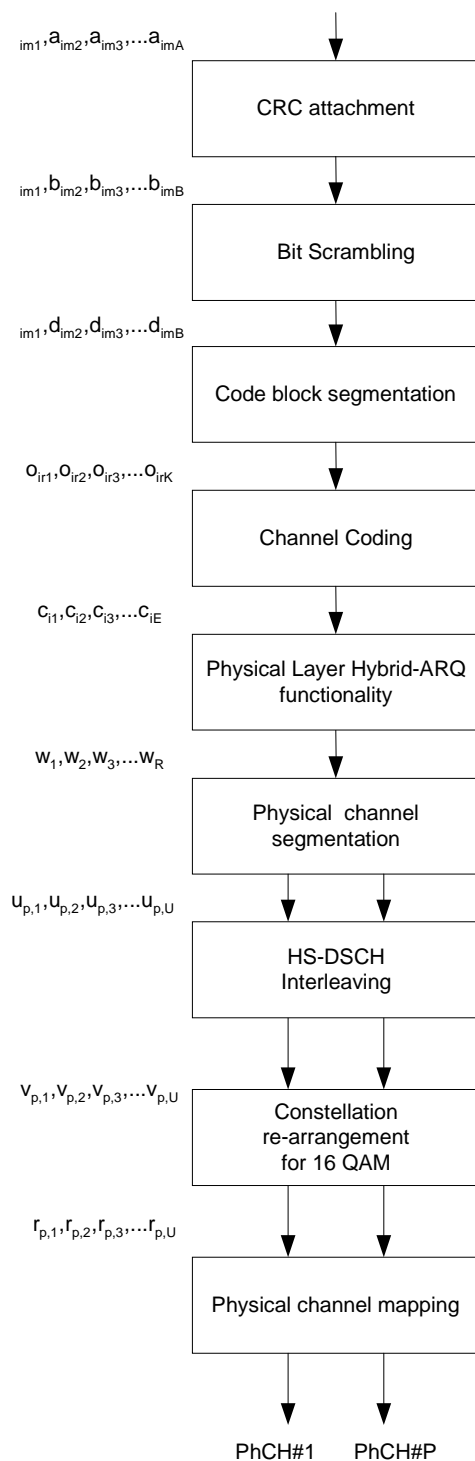 im1,aim2,aim3,...aimA
CRC attachment
im1,bim2,bim3,...bimB
Bit Scrambling
im1,dim2,dim3,...dimB
Code block segmentation
oir1,oir2,oir3,...oirK
Channel Coding
ci1,ci2,ci3,...ciE
Physical Layer Hybrid-ARQ
functionality
w1,w2,w3,...wR
Physical channel
segmentation
up,1,up,2,up,3,...up,U
HS-DSCH
Interleaving
vp,1,vp,2,vp,3,...vp,U
Constellation
re-arrangement
for 16 QAM
rp,1,rp,2,rp,3,...rp,U
Physical channel mapping
PhCH#1 PhCH#P